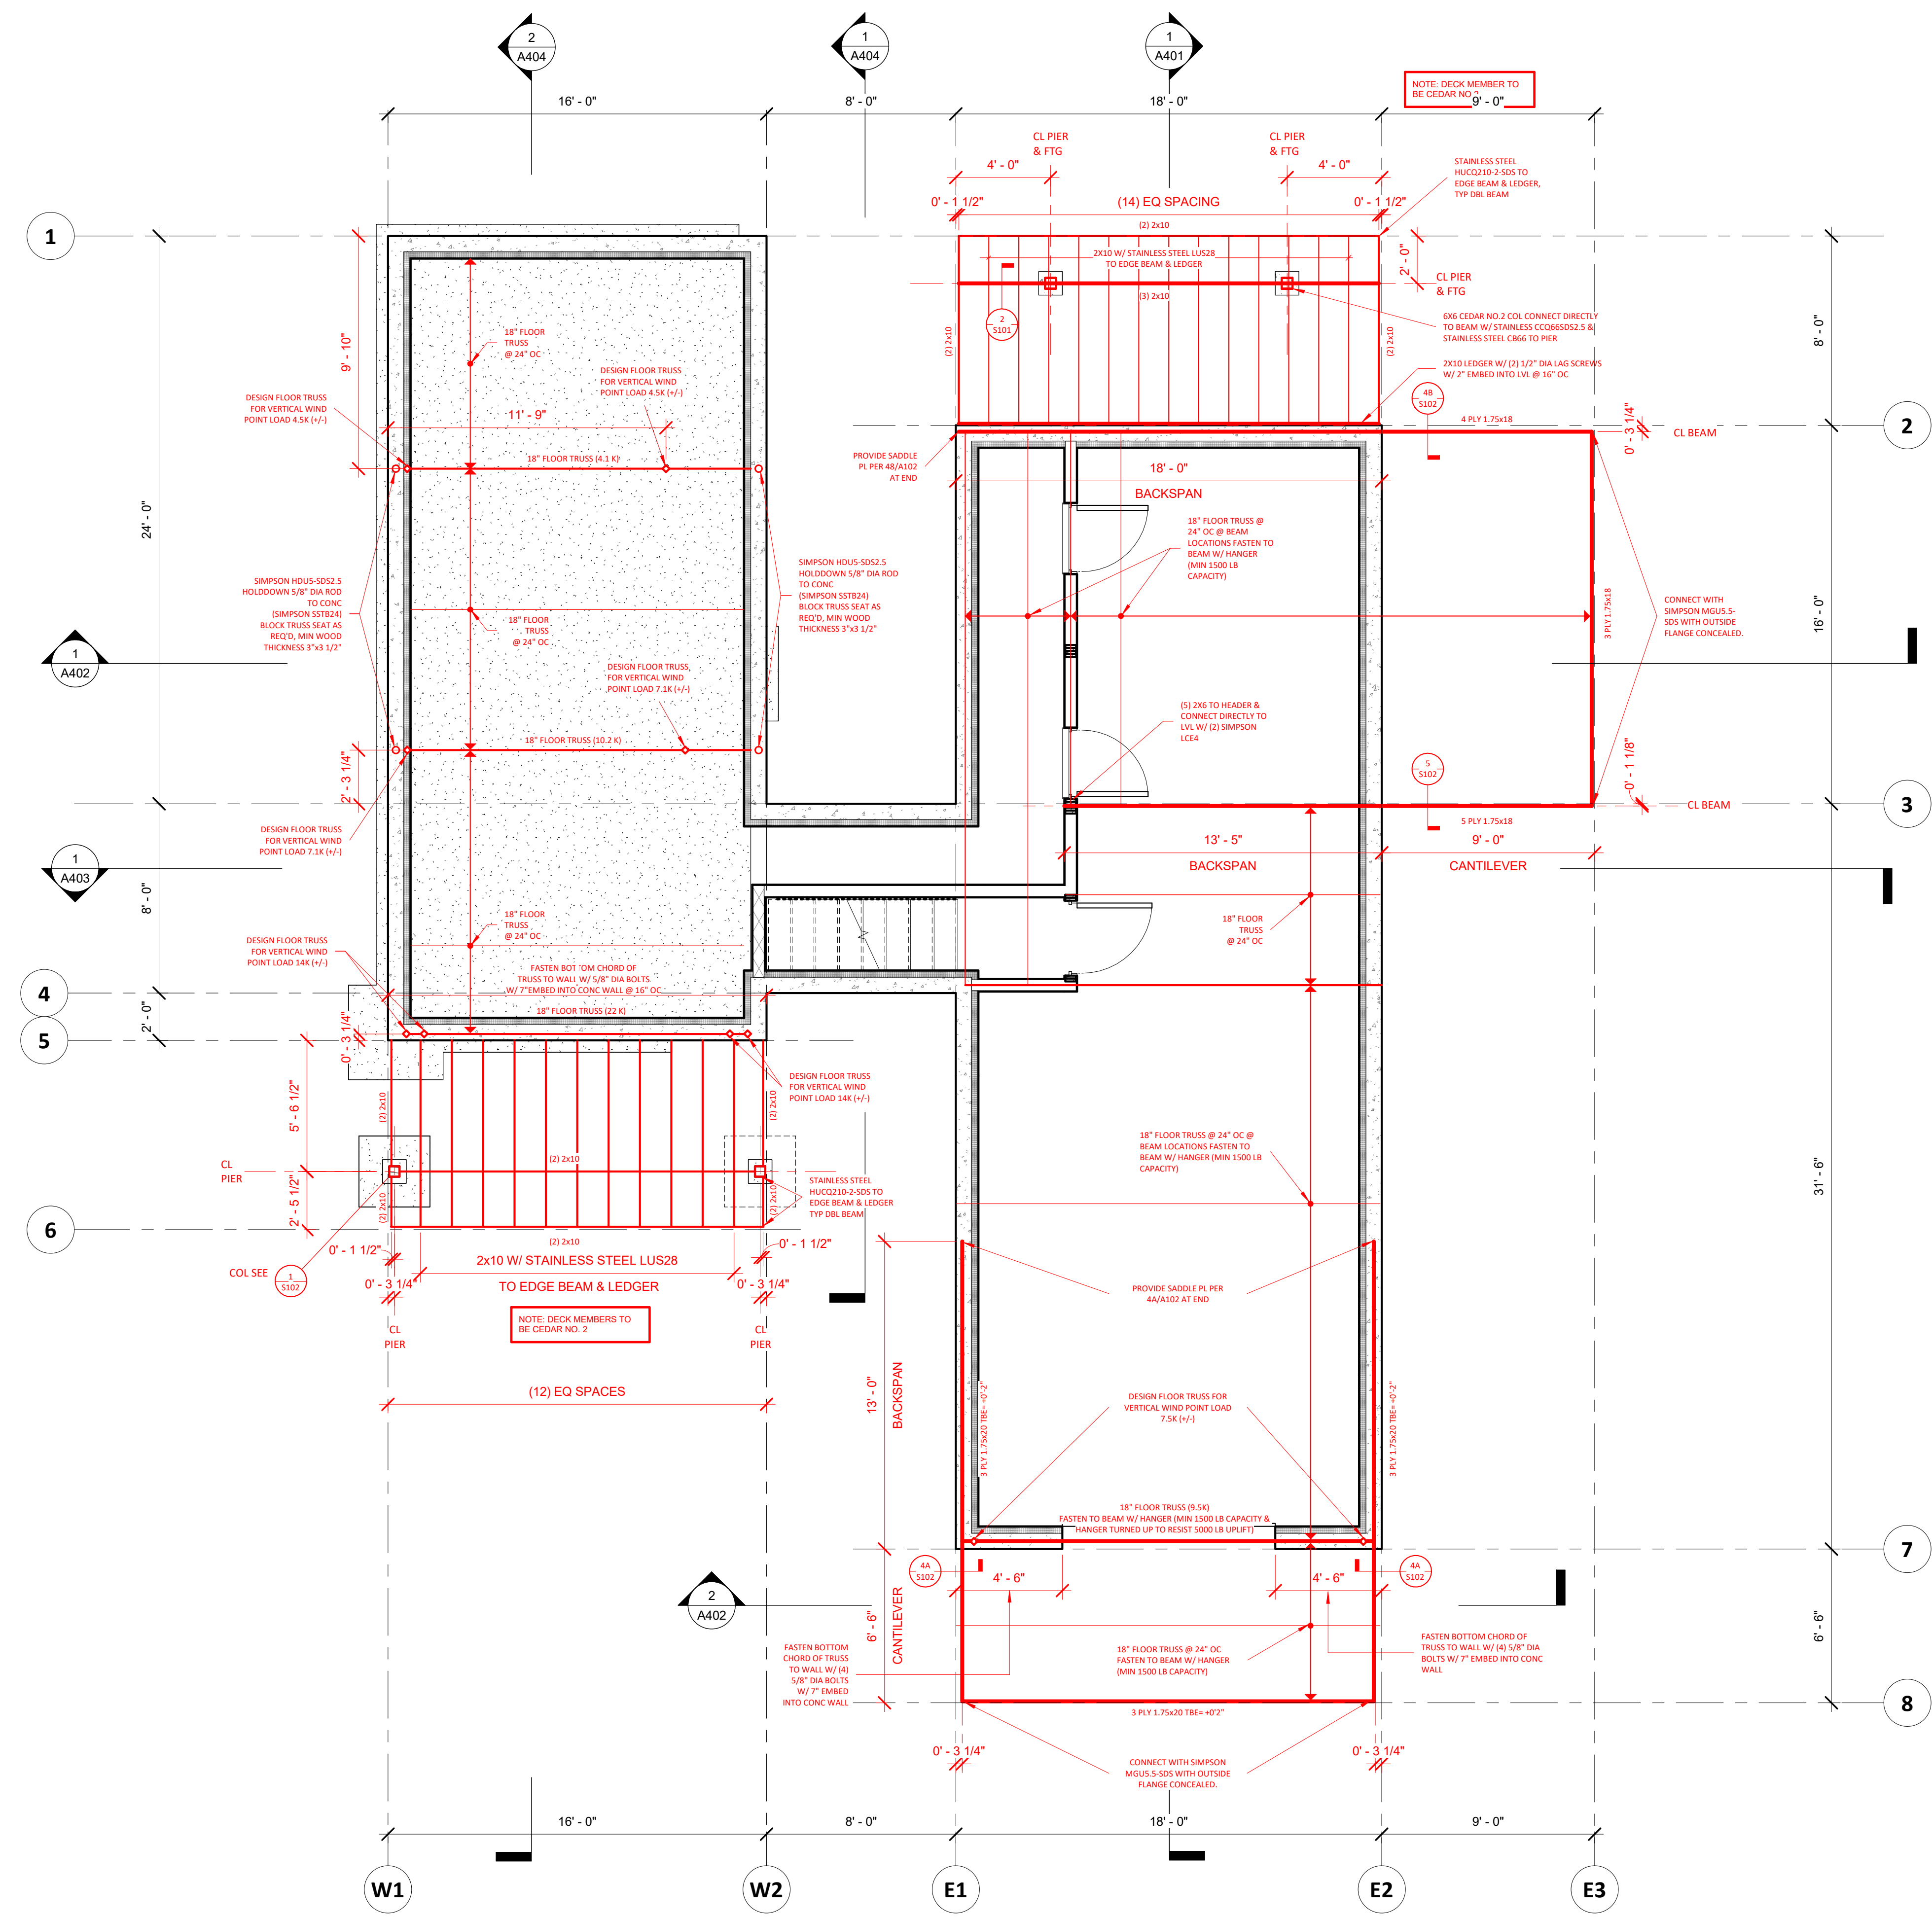 2
A404
1
A404
1
A401
16' - 0"
8' - 0"
18' - 0"
9' - 0"
NOTE: DECK MEMBER TO
BE CEDAR NO.2
CL PIER
& FTG
CL PIER
& FTG
4' - 0"
4' - 0"
STAINLESS STEEL
HUCQ210-2-SDS TO
EDGE BEAM & LEDGER,
TYP DBL BEAM
0' - 1 1/2"
(14) EQ SPACING
0' - 1 1/2"
(2) 2x10
1
2X10 W/ STAINLESS STEEL LUS28
TO EDGE BEAM & LEDGER
2' - 0"
CL PIER
& FTG
(3) 2x10
2
S101
(2) 2x10
(2) 2x10
6X6 CEDAR NO.2 COL CONNECT DIRECTLY
TO BEAM W/ STAINLESS CCQ66SDS2.5 &
STAINLESS STEEL CB66 TO PIER
8' - 0"
2X10 LEDGER W/ (2) 1/2" DIA LAG SCREWS
W/ 2" EMBED INTO LVL @ 16" OC
4B
S102
9' - 10"
18" FLOOR
TRUSS
@ 24" OC
DESIGN FLOOR TRUSS
FOR VERTICAL WIND
POINT LOAD 4.5K (+/-)
DESIGN FLOOR TRUSS
FOR VERTICAL WIND
POINT LOAD 4.5K (+/-)
11' - 9"
18" FLOOR TRUSS (4.1 K)
4 PLY 1.75x18
0' - 3 1/4"
CL BEAM
2
PROVIDE SADDLE
PL PER 48/A102
AT END
18' - 0"
BACKSPAN
24' - 0"
18" FLOOR TRUSS @
24" OC @ BEAM
LOCATIONS FASTEN TO
BEAM W/ HANGER
(MIN 1500 LB
CAPACITY)
SIMPSON HDU5-SDS2.5
HOLDDOWN 5/8" DIA ROD
TO CONC
(SIMPSON SSTB24)
BLOCK TRUSS SEAT AS
REQ'D, MIN WOOD
THICKNESS 3"x3 1/2"
SIMPSON HDU5-SDS2.5
HOLDDOWN 5/8" DIA ROD
TO CONC
(SIMPSON SSTB24)
BLOCK TRUSS SEAT AS
REQ'D, MIN WOOD
THICKNESS 3"x3 1/2"
18" FLOOR
TRUSS
@ 24" OC
3 PLY 1.75x18
CONNECT WITH
SIMPSON MGU5.5-
SDS WITH OUTSIDE
FLANGE CONCEALED.
16' - 0"
1
A402
DESIGN FLOOR TRUSS
FOR VERTICAL WIND
POINT LOAD 7.1K (+/-)
18" FLOOR TRUSS (10.2 K)
(5) 2X6 TO HEADER &
CONNECT DIRECTLY TO
LVL W/ (2) SIMPSON
LCE4
2' - 3 1/4"
5
S102
0' - 1 1/8"
CL BEAM
3
5 PLY 1.75x18
DESIGN FLOOR TRUSS
FOR VERTICAL WIND
POINT LOAD 7.1K (+/-)
13' - 5"
BACKSPAN
9' - 0"
CANTILEVER
1
A403
8' - 0"
18" FLOOR
TRUSS
@ 24" OC
18" FLOOR
TRUSS
@ 24" OC
DESIGN FLOOR TRUSS
FOR VERTICAL WIND
POINT LOAD 14K (+/-)
FASTEN BOTTOM CHORD OF
TRUSS TO WALL W/ 5/8" DIA BOLTS
W/ 7"EMBED INTO CONC WALL @ 16" OC
4
18" FLOOR TRUSS (22 K)
2' - 0"
5
0' - 3 1/4"
5' - 6 1/2"
DESIGN FLOOR TRUSS
FOR VERTICAL WIND
POINT LOAD 14K (+/-)
(2) 2x10
(2) 2x10
18" FLOOR TRUSS @ 24" OC @
BEAM LOCATIONS FASTEN TO
BEAM W/ HANGER (MIN 1500 LB
CAPACITY)
31' - 6"
CL
PIER
(2) 2x10
STAINLESS STEEL
HUCQ210-2-SDS TO
EDGE BEAM & LEDGER
TYP DBL BEAM
2' - 5 1/2"
(2) 2x10
(2) 2x10
6
(2) 2x10
0' - 1 1/2"
0' - 1 1/2"
2x10 W/ STAINLESS STEEL LUS28
TO EDGE BEAM & LEDGER
COL SEE
1
S102
0' - 3 1/4"
0' - 3 1/4"
PROVIDE SADDLE PL PER
4A/A102 AT END
NOTE: DECK MEMBERS TO
BE CEDAR NO. 2
CL
PIER
CL
PIER
(12) EQ SPACES
13' - 0"
BACKSPAN
3 PLY 1.75x20 TBE= +0'-2"
3 PLY 1.75x20 TBE= +0'-2"
DESIGN FLOOR TRUSS FOR
VERTICAL WIND POINT LOAD
7.5K (+/-)
18" FLOOR TRUSS (9.5K)
FASTEN TO BEAM W/ HANGER (MIN 1500 LB CAPACITY &
HANGER TURNED UP TO RESIST 5000 LB UPLIFT)
7
4A
S102
4A
S102
4' - 6"
4' - 6"
2
A402
6' - 6"
CANTILEVER
6' - 6"
FASTEN BOTTOM
CHORD OF TRUSS
TO WALL W/ (4)
5/8" DIA BOLTS
W/ 7" EMBED
INTO CONC WALL
18" FLOOR TRUSS @ 24" OC
FASTEN TO BEAM W/ HANGER
(MIN 1500 LB CAPACITY)
FASTEN BOTTOM CHORD OF
TRUSS TO WALL W/ (4) 5/8" DIA
BOLTS W/ 7" EMBED INTO CONC
WALL
8
3 PLY 1.75x20 TBE= +0'2"
0' - 3 1/4"
0' - 3 1/4"
CONNECT WITH SIMPSON
MGU5.5-SDS WITH OUTSIDE
FLANGE CONCEALED.
16' - 0"
8' - 0"
18' - 0"
9' - 0"
W1
W2
E1
E2
E3